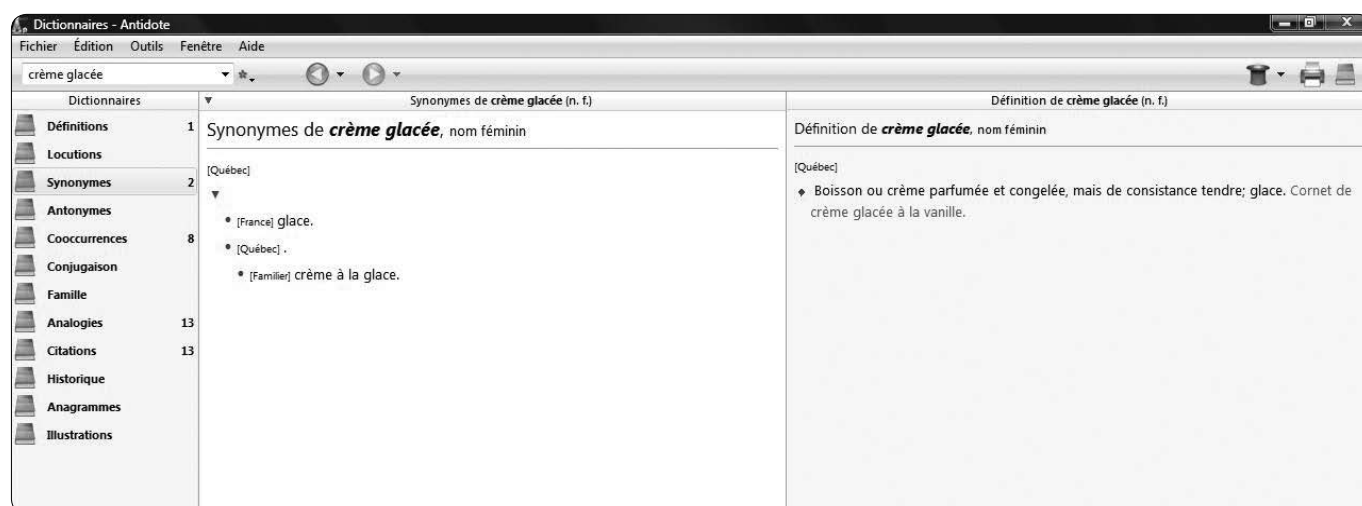 Dictionnaires - Antidote
Fichier Édition Outils Fenêtre Aide
crème glacée
Dictionnaires
Définitions 1
Locutions
Synonymes 2
Antonymes
Cooccurrences 8
Conjugaison
Famille
Analogies 13
Citations 13
Historique
Anagrammes
Illustrations
Synonymes de crème glacée (n. f.)
Synonymes de crème glacée, nom féminin
[Québec]
• [France] glace.
• [Québec] .
• [Familier] crème à la glace.
Définition de crème glacée (n. f.)
Définition de crème glacée, nom féminin
[Québec]
Boisson ou crème parfumée et congelée, mais de consistance tendre; glace. Cornet de
crème glacée à la vanille.